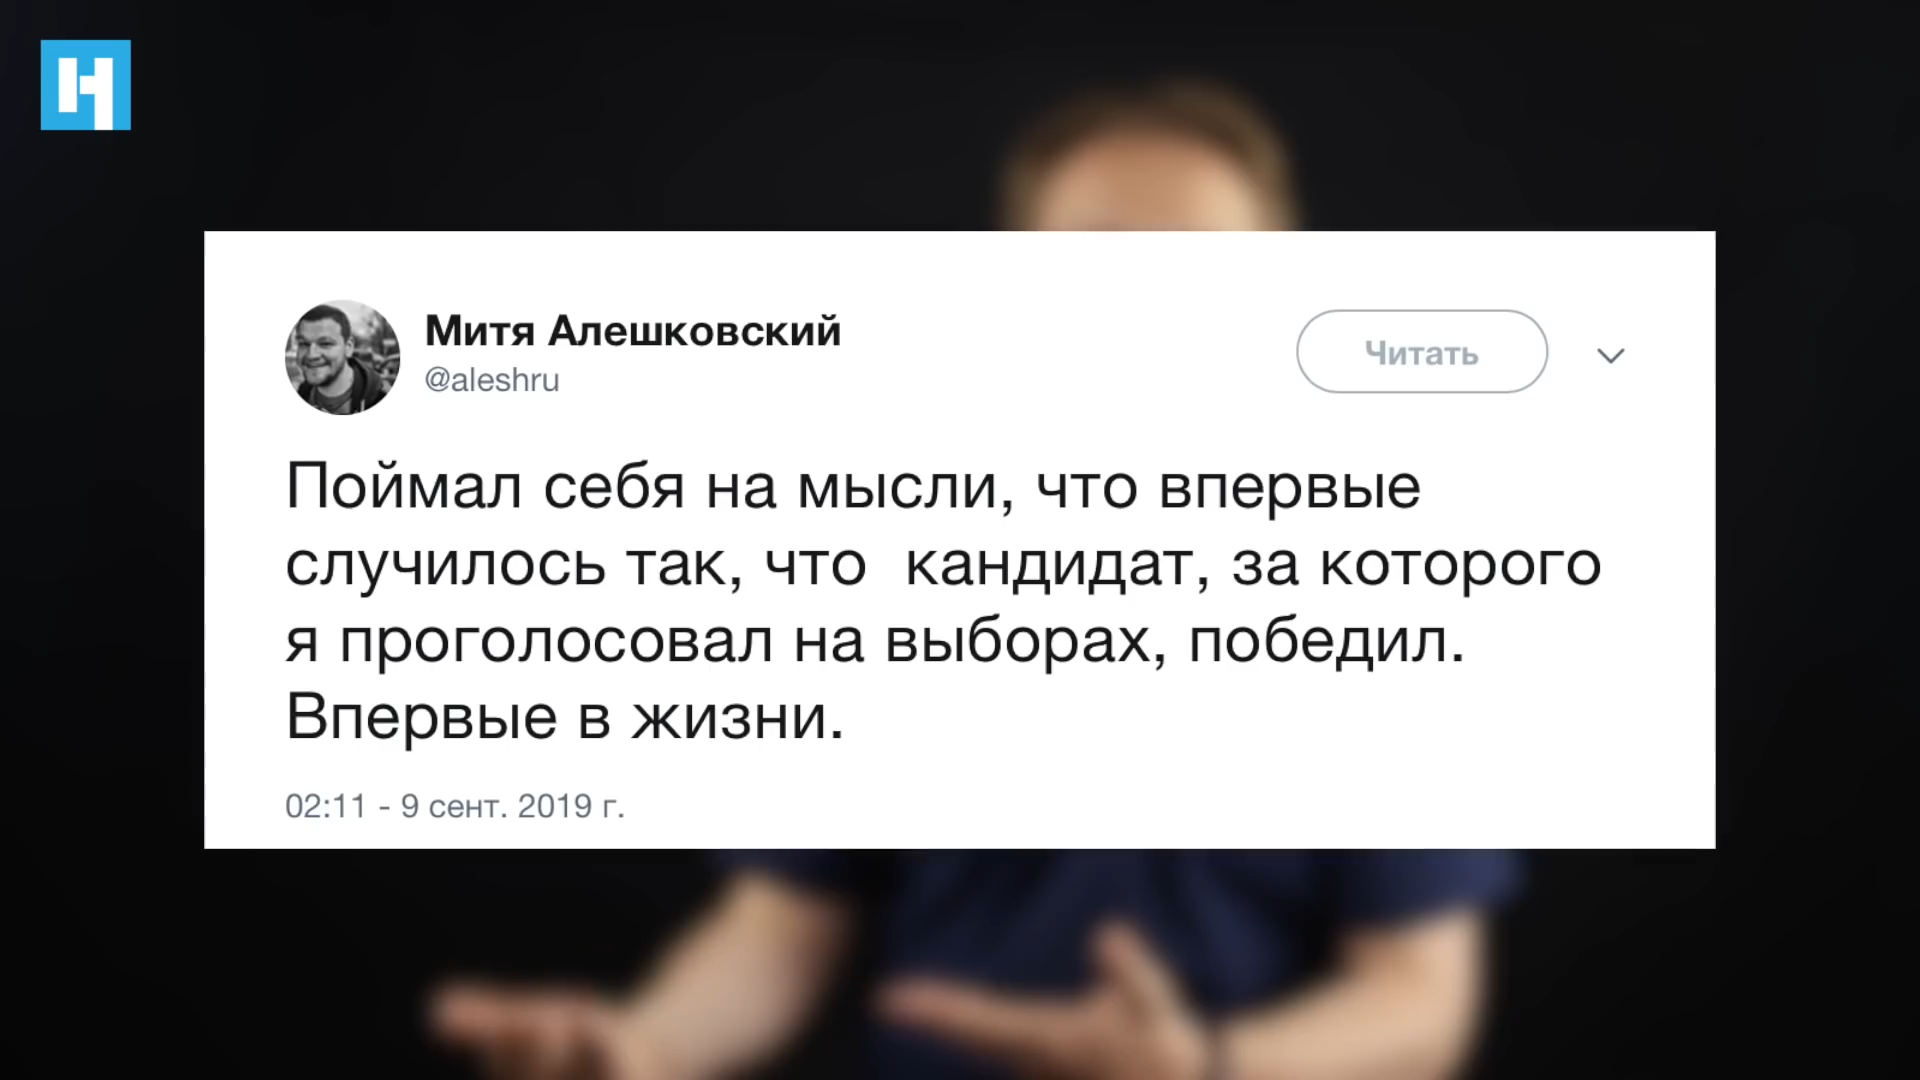 Митя Алешковский
@aleshru
Читать
Поймал себя на мысли, что впервые
случилось так, что  кандидат, за которого
я проголосовал на выборах, победил.
Впервые в жизни.
02:11 - 9 сент. 2019 г.